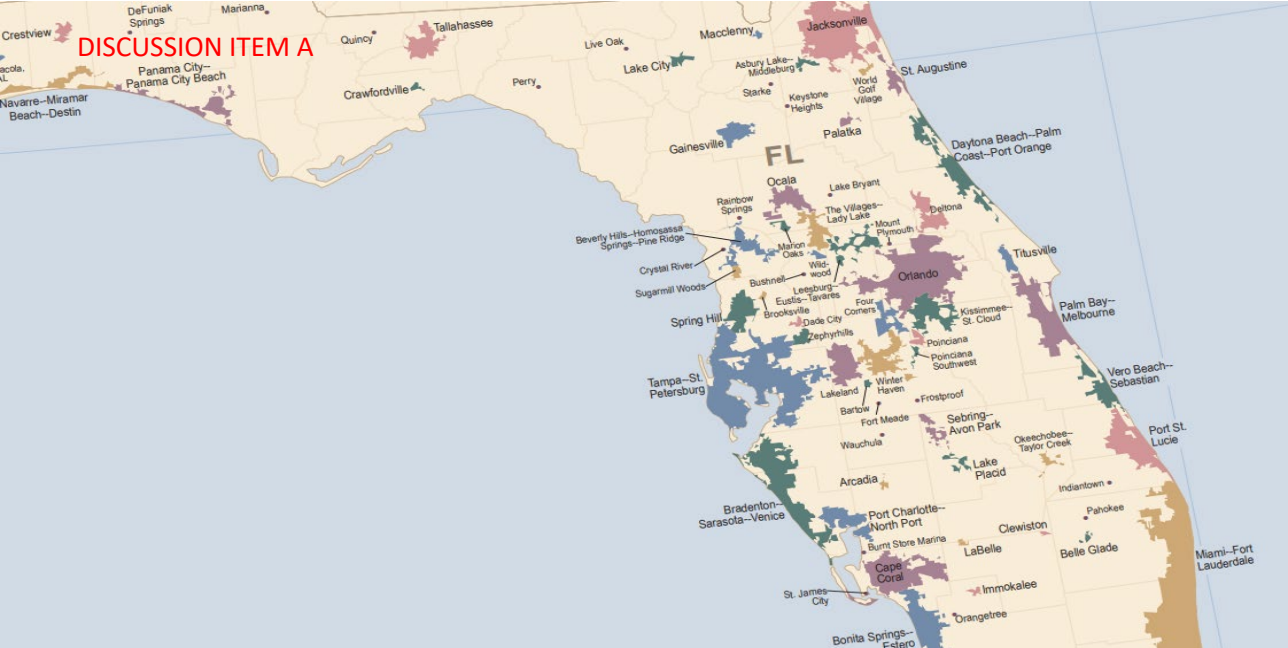 DISCUSSION ITEM A
Crestview
DeFuniak
Springs
Marianna
Quincy
Tallahassee
Live Oak
Macclenny
Jacksonville
acola,
AL
Panama City--
Panama City Beach
Navarre--Miramar
Beach--Destin
Crawfordville
Perry
Lake City
Asbury Lake--
Middleburg
Starke
Keystone
Heights
World
Golf
Village
St. Augustine
Gainesville
Palatka
FL
Daytona Beach--Palm
Coast--Port Orange
Ocala
Lake Bryant
Rainbow
Springs
The Villages--
Lady Lake
Deltona
Mount
Plymouth
Beverly Hills--Homosassa
Springs--Pine Ridge
Marion
Oaks
Crystal River
Wild-
wood
Bushnell
Sugarmill Woods
Leesburg--
Eustis--Tavares
Orlando
Titusville
Brooksville
Spring Hill
Four
Corners
Dade City
Zephyrhills
Kissimmee--
St. Cloud
Palm Bay--
Melbourne
Poinciana
Poinciana
Southwest
Tampa--St.
Petersburg
Lakeland
Winter
Haven
Bartow
Fort Meade
Frostproof
Vero Beach--
Sebastian
Wauchula
Sebring--
Avon Park
Okeechobee--
Taylor Creek
Port St.
Lucie
Lake
Placid
Arcadia
Indiantown
Bradenton--
Sarasota--Venice
Port Charlotte--
North Port
Pahokee
Clewiston
Burnt Store Marina
LaBelle
Belle Glade
Miami--Fort
Lauderdale
Cape
Coral
St. James
City
Immokalee
Orangetree
Bonita Springs--
Estero